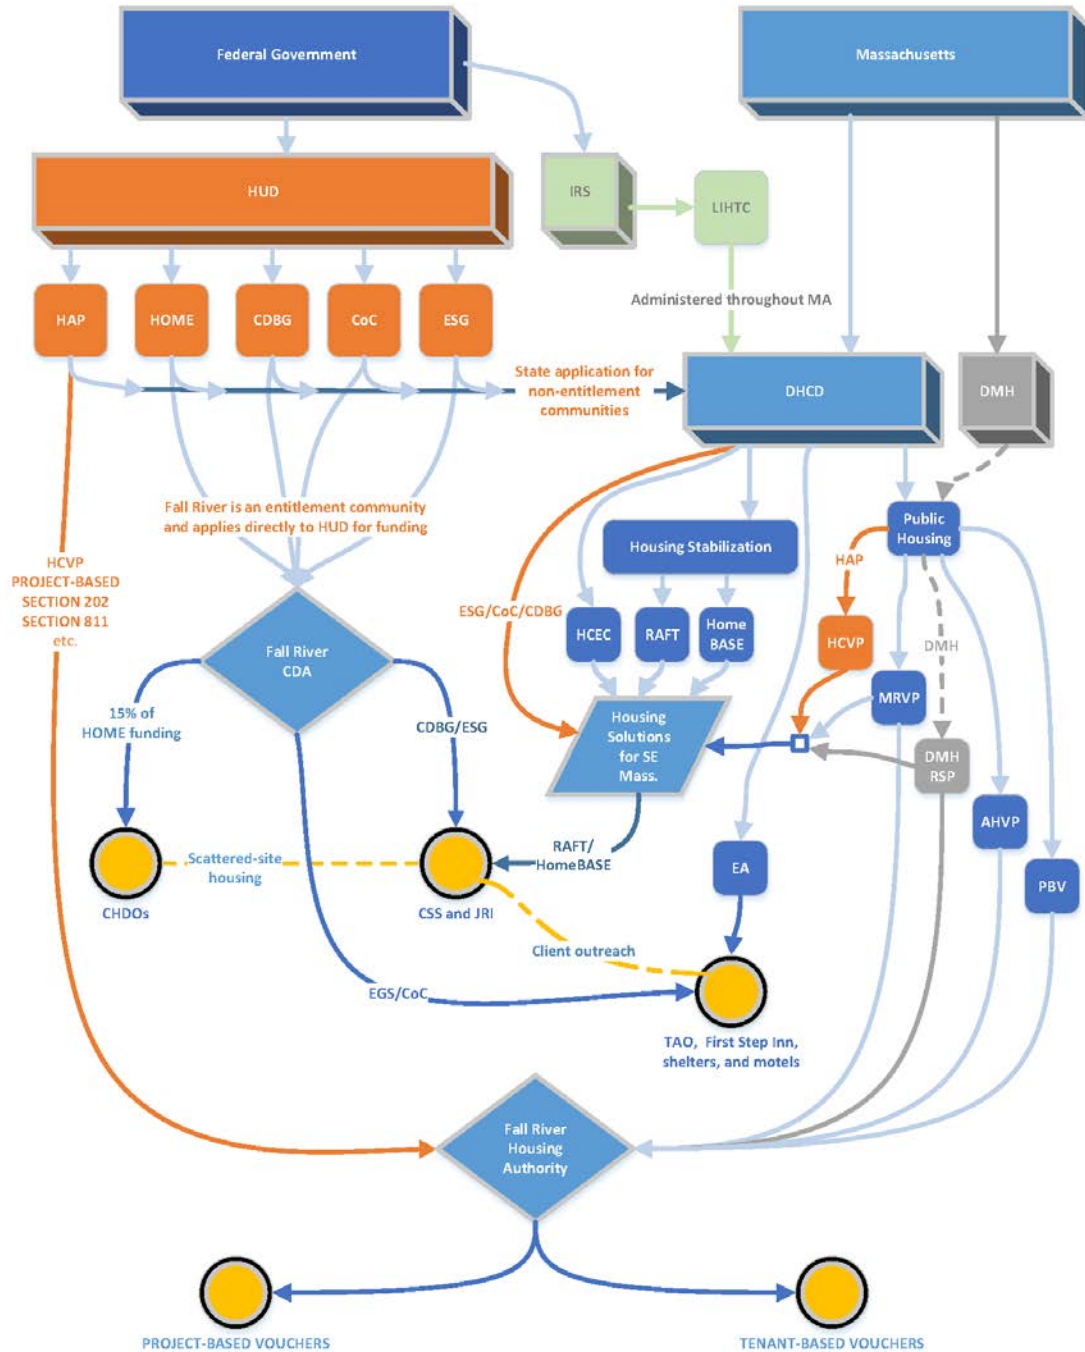 Federal Government
Massachusetts
HUD
IRS
LIHTC
HAP
HOME
CDBG
CoC
ESG
Administered throughout MA
State application for
non-entitlement
communities
DHCD
DMH
Fall River is an entitlement community
and applies directly to HUD for funding
Public
Housing
Housing Stabilization
HAP
HCVP
PROJECT-BASED
SECTION 202
SECTION 811
etc.
ESG/CoC/CDBG
HCEC
RAFT
Home
BASE
HCVP
DMH
Fall River
CDA
MRVP
15% of
HOME funding
CDBG/ESG
Housing
Solutions
for SE
Mass.
DMH
RSP
AHVP
Scattered-site
housing
RAFT/
HomeBASE
EA
PBV
CHDOs
CSS and JRI
Client outreach
EGS/CoC
TAO, First Step Inn,
shelters, and motels
Fall River
Housing
Authority
PROJECT-BASED VOUCHERS
TENANT-BASED VOUCHERS